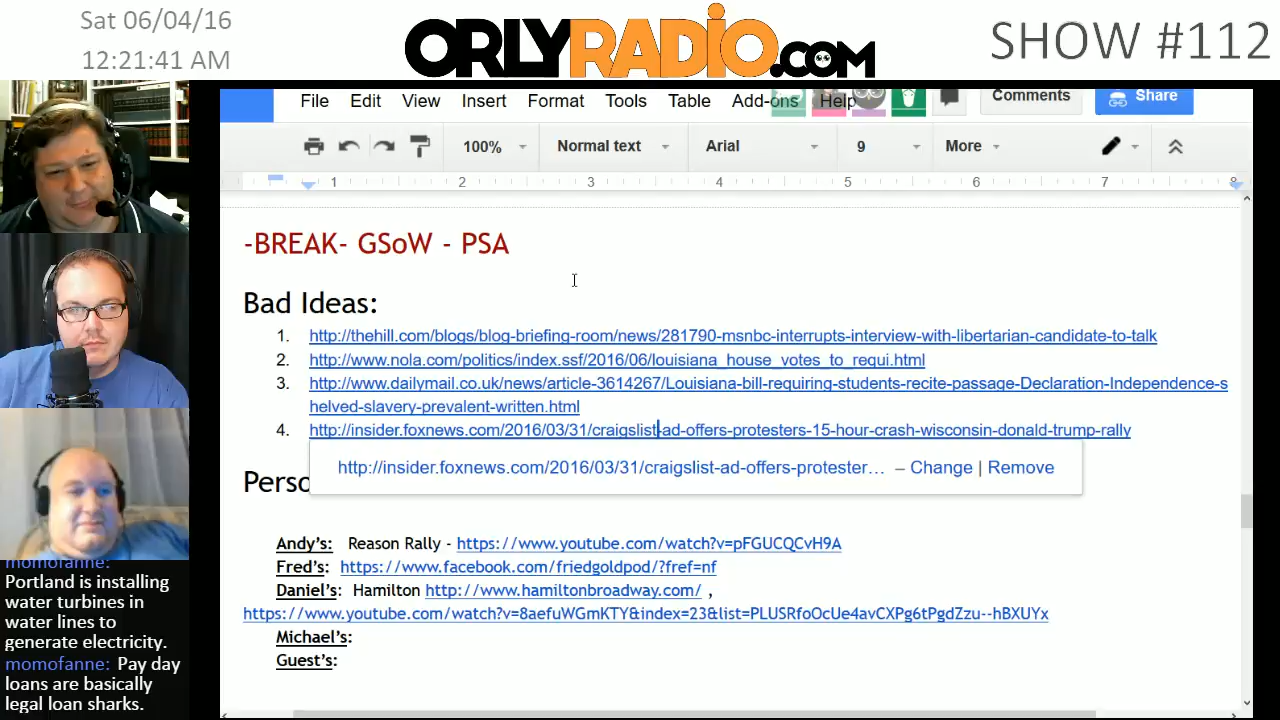 Sat 06/04/16
12:21:41 AM
ORLYRADiO.com
SHOW #112
File Edit View Insert Format Tools Table Add-ons Help
Comments
Share
100%
Normal text
Arial
9
More
1 2 3 4 5 6 7 8
-BREAK- GSoW - PSA
Bad Ideas:
1. http://thehill.com/blogs/blog-briefing-room/news/281790-msnbc-interrupts-interview-with-libertarian-candidate-to-talk
2. http://www.nola.com/politics/index.ssf/2016/06/louisiana_house_votes_to_requi.html
3. http://www.dailymail.co.uk/news/article-3614267/Louisiana-bill-requiring-students-recite-passage-Declaration-Independence-s
helved-slavery-prevalent-written.html
4. http://insider.foxnews.com/2016/03/31/craigslist-ad-offers-protesters-15-hour-crash-wisconsin-donald-trump-rally
http://insider.foxnews.com/2016/03/31/craigslist-ad-offers-protester… – Change | Remove
Perso
Andy's: Reason Rally - https://www.youtube.com/watch?v=pFGUCQCvH9A
Fred's: https://www.facebook.com/friedgoldpod/?fref=nf
Daniel's: Hamilton http://www.hamiltonbroadway.com/ ,
https://www.youtube.com/watch?v=8aefuWGmKTY&index=23&list=PLUSRfoOcUe4avCXPg6tPgdZzu--hBXUYx
Michael's:
Guest's:
momofanne:
Portland is installing
water turbines in
water lines to
generate electricity.
momofanne: Pay day
loans are basically
legal loan sharks.